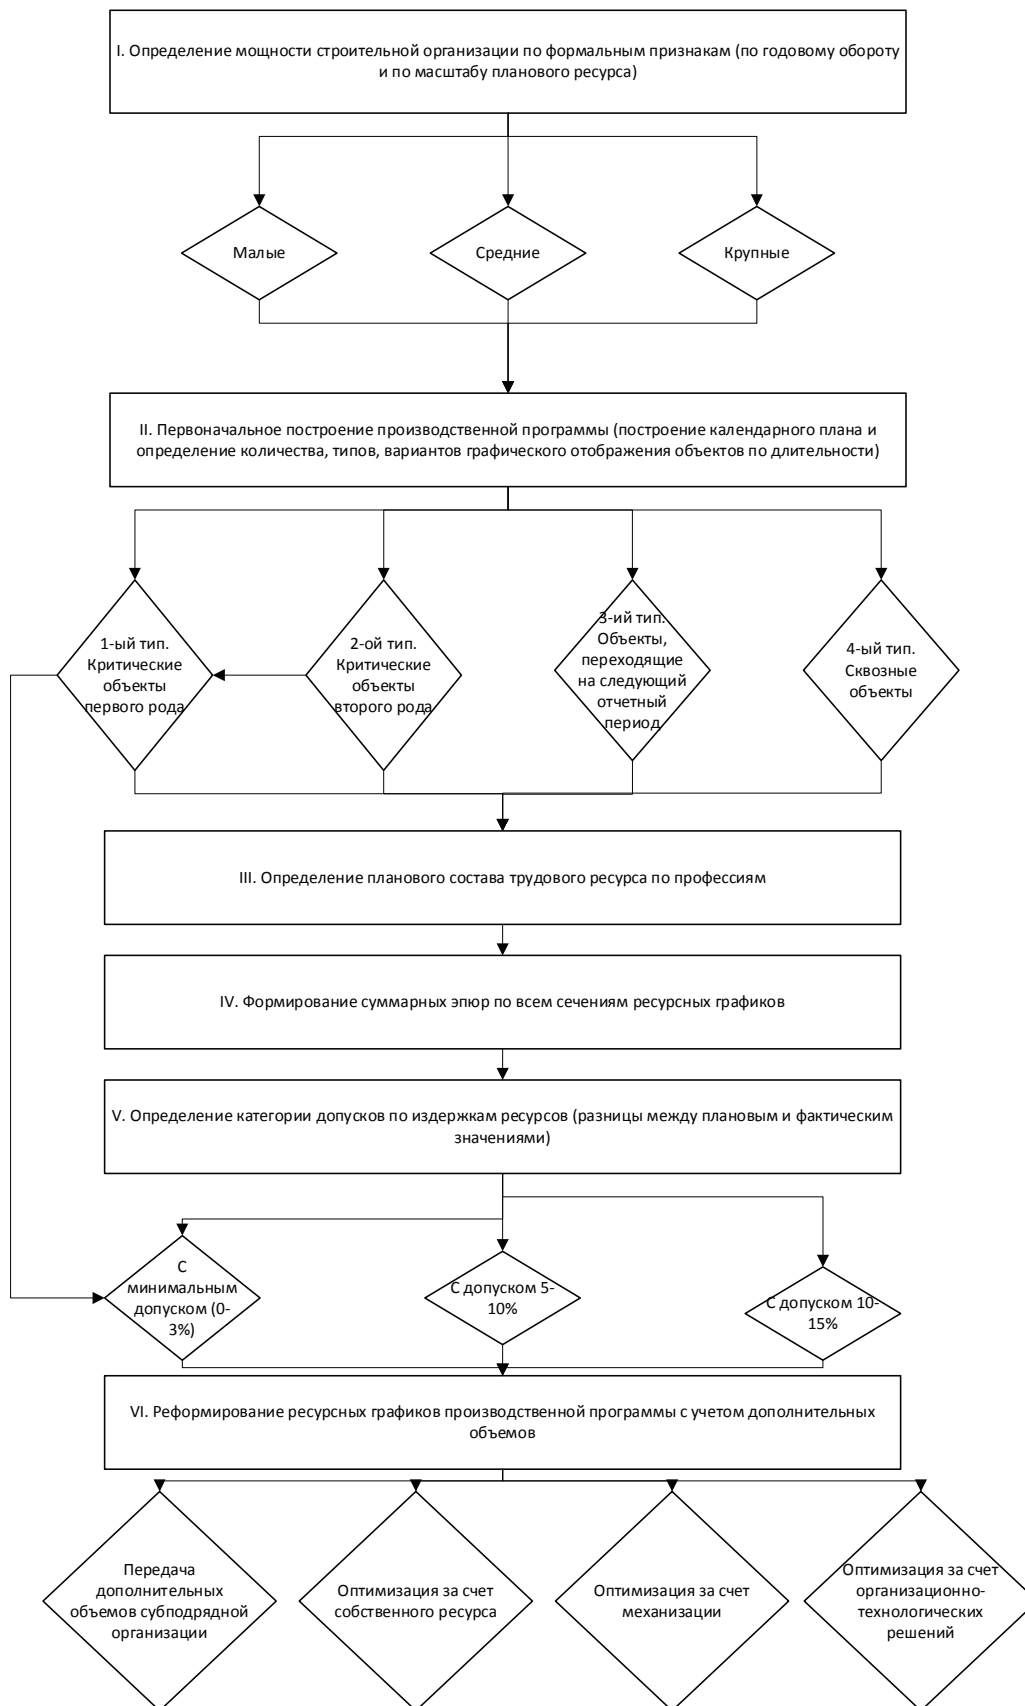 I. Определение мощности строительной организации по формальным признакам (по годовому обороту
и по масштабу планового ресурса)
Малые
Средние
Крупные
II. Первоначальное построение производственной программы (построение календарного плана и
определение количества, типов, вариантов графического отображения объектов по длительности)
1-ый тип.
Критические
объекты
первого рода
2-ой тип.
Критические
объекты
второго рода
3-ий тип.
Объекты,
переходящие
на следующий
отчетный
период
4-ый тип.
Сквозные
объекты
III. Определение планового состава трудового ресурса по профессиям
IV. Формирование суммарных эпюр по всем сечениям ресурсных графиков
V. Определение категории допусков по издержкам ресурсов (разницы между плановым и фактическим
значениями)
С
минимальным
допуском (0-
3%)
С допуском 5-
10%
С допуском 10-
15%
VI. Реформирование ресурсных графиков производственной программы с учетом дополнительных
объемов
Передача
дополнительных
объемов субподрядной
организации
Оптимизация за счет
собственного ресурса
Оптимизация за счет
механизации
Оптимизация за счет
организационно-
технологических
решений